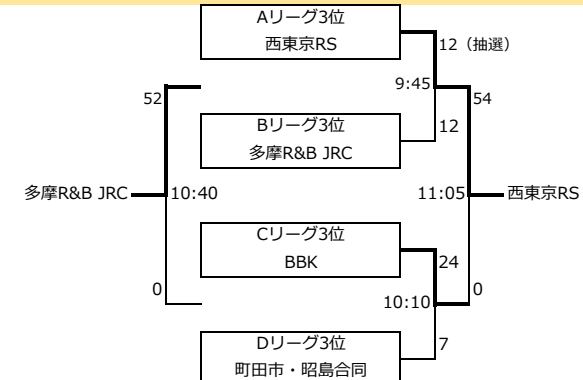 Aリーグ3位
西東京RS
12（抽選）
9:45
52
54
Bリーグ3位
多摩R&B JRC
12
多摩R&B JRC
10:40
11:05
西東京RS
Cリーグ3位
BBK
24
0
0
10:10
Dリーグ3位
町田市・昭島合同
7